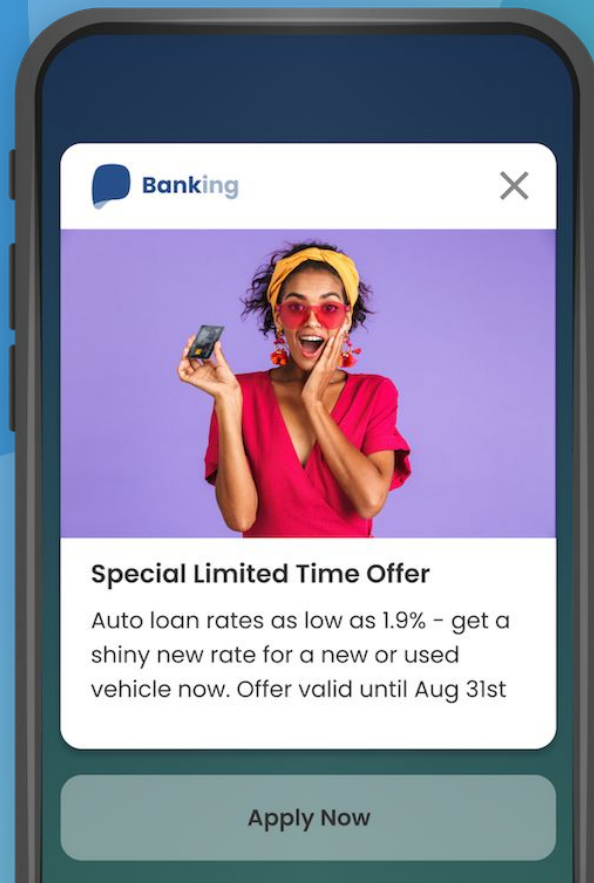 Banking
Special Limited Time Offer
Auto loan rates as low as 1.9% - get a
shiny new rate for a new or used
vehicle now. Offer valid until Aug 31st
Apply Now